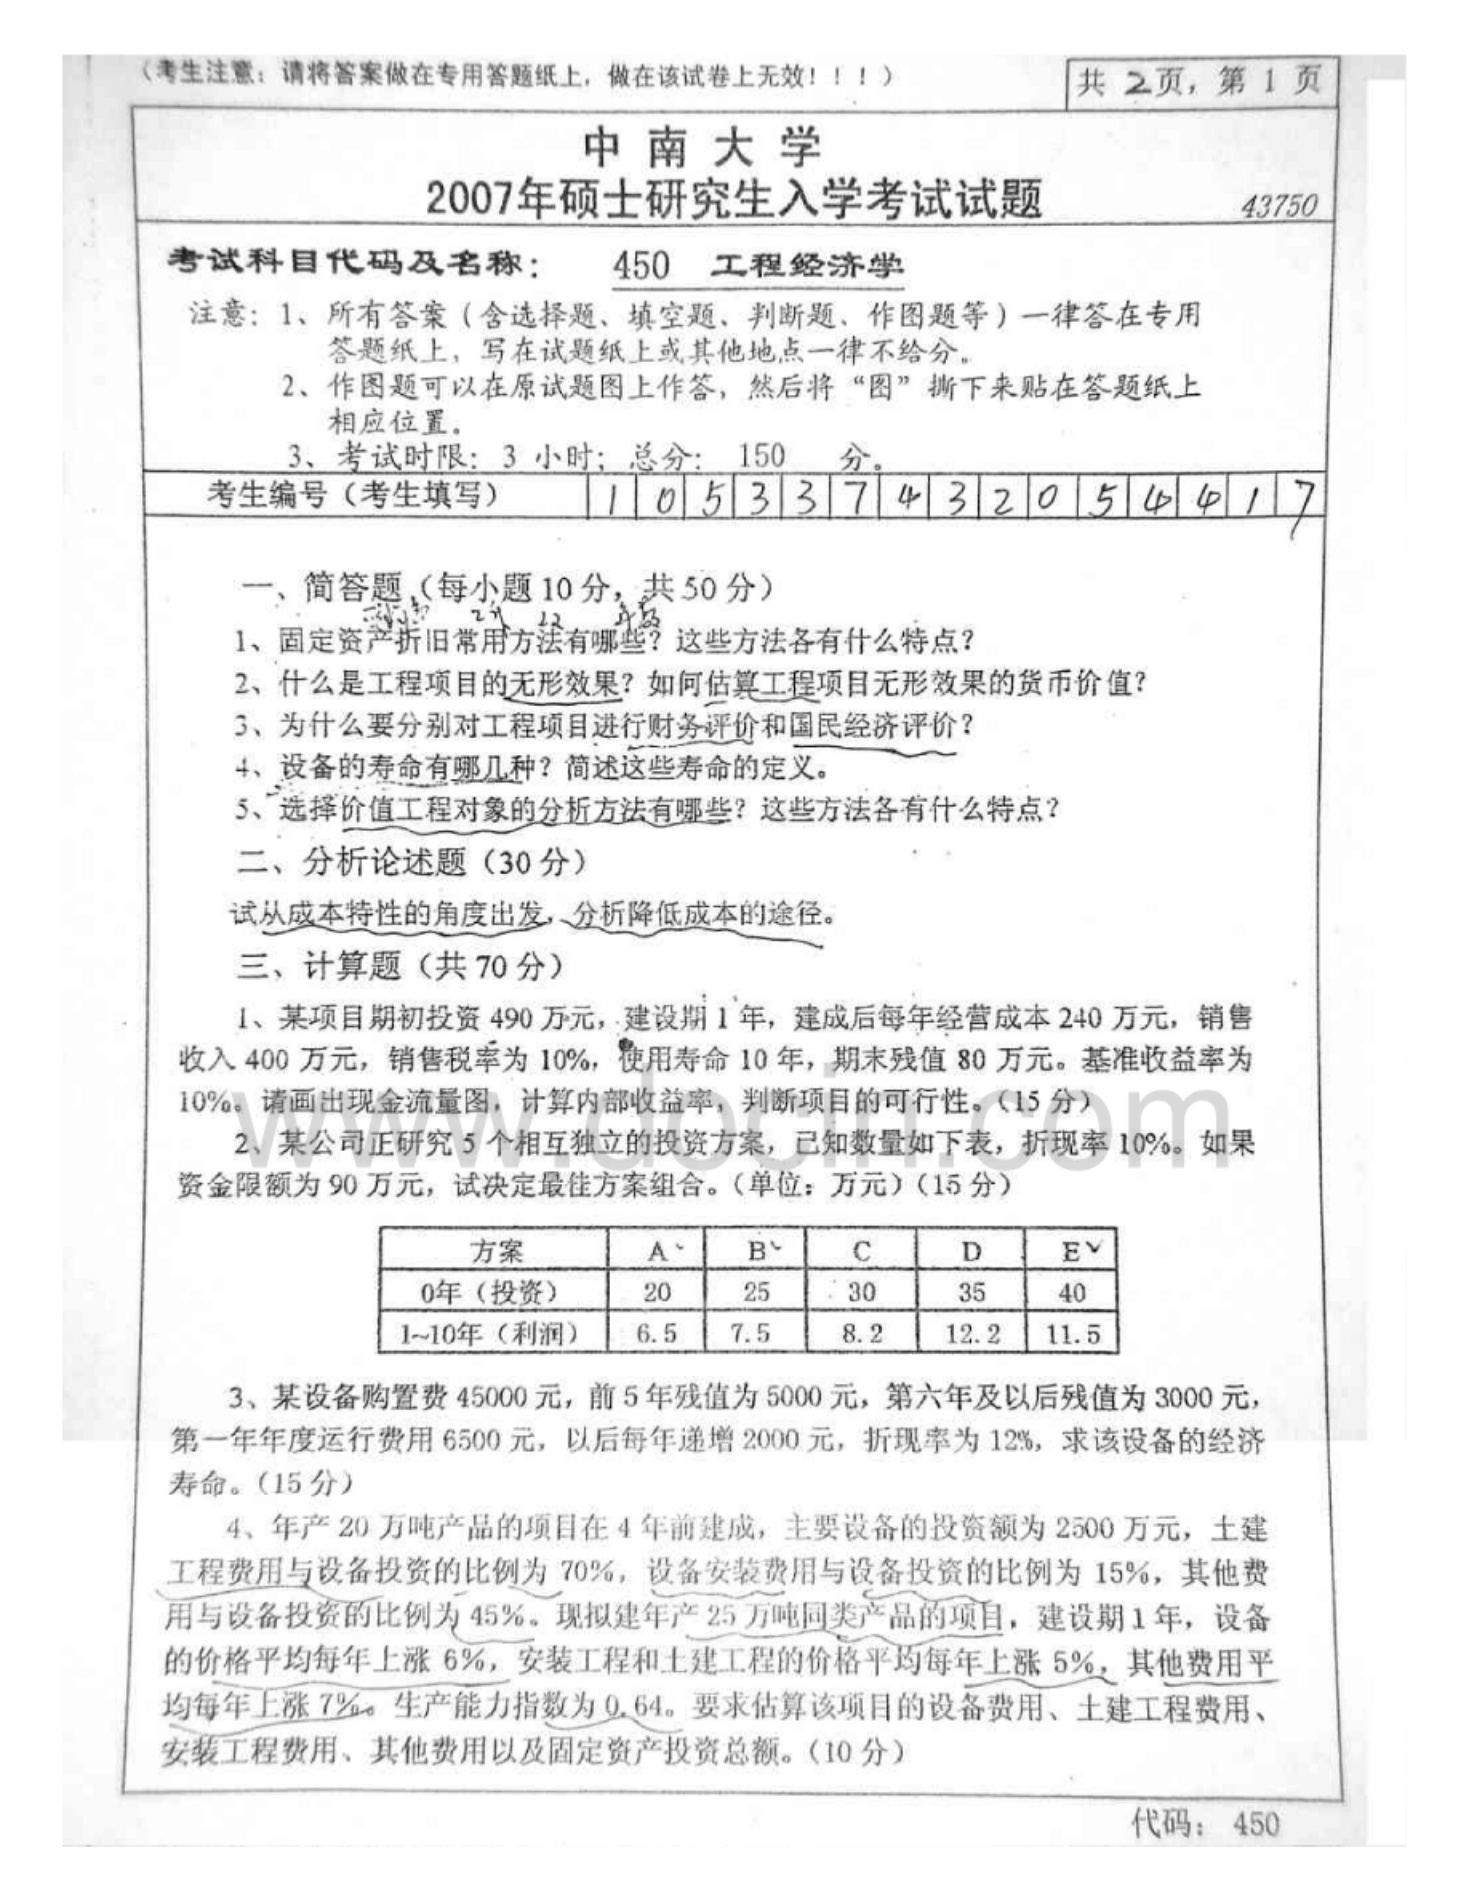 （考生注意：请将答案做在专用答题纸上，做在该试卷上无效！！！）
共 2页，第 1 页
中 南 大 学
2007年硕士研究生入学考试试题
43750
考试科目代码及名称： 450 工程经济学
注意：1、所有答案（含选择题、填空题、判断题、作图题等）一律答在专用
答题纸上，写在试题纸上或其他地点一律不给分。
2、作图题可以在原试题图上作答，然后将“图”撕下来贴在答题纸上
相应位置。
3、考试时限：3 小时；总分： 150 分。
考生编号（考生填写） 1 0 5 3 3 7 4 3 2 0 5 4 4 1 7
一、简答题（每小题 10 分，共 50 分）
1、固定资产折旧常用方法有哪些？这些方法各有什么特点？
2、什么是工程项目的无形效果？如何估算工程项目无形效果的货币价值？
3、为什么要分别对工程项目进行财务评价和国民经济评价？
4、设备的寿命有哪几种？简述这些寿命的定义。
5、选择价值工程对象的分析方法有哪些？这些方法各有什么特点？
二、分析论述题（30 分）
试从成本特性的角度出发，分析降低成本的途径。
三、计算题（共 70 分）
1、某项目期初投资 490 万元，建设期 1 年，建成后每年经营成本 240 万元，销售
收入 400 万元，销售税率为 10%，使用寿命 10 年，期末残值 80 万元。基准收益率为
10%。请画出现金流量图，计算内部收益率，判断项目的可行性。（15 分）
www.docin.com
2、某公司正研究 5 个相互独立的投资方案，已知数量如下表，折现率 10%。如果
资金限额为 90 万元，试决定最佳方案组合。（单位：万元）（15 分）
方案 A B C D E
0年（投资） 20 25 30 35 40
1~10年（利润） 6.5 7.5 8.2 12.2 11.5
3、某设备购置费 45000 元，前 5 年残值为 5000 元，第六年及以后残值为 3000 元，
第一年年度运行费用 6500 元，以后每年递增 2000 元，折现率为 12%，求该设备的经济
寿命。（15 分）
4、年产 20 万吨产品的项目在 4 年前建成，主要设备的投资额为 2500 万元，土建
工程费用与设备投资的比例为 70%，设备安装费用与设备投资的比例为 15%，其他费
用与设备投资的比例为 45%。现拟建年产 25 万吨同类产品的项目，建设期 1 年，设备
的价格平均每年上涨 6%，安装工程和土建工程的价格平均每年上涨 5%，其他费用平
均每年上涨 7%。生产能力指数为 0.64。要求估算该项目的设备费用、土建工程费用、
安装工程费用、其他费用以及固定资产投资总额。（10 分）
代码： 450